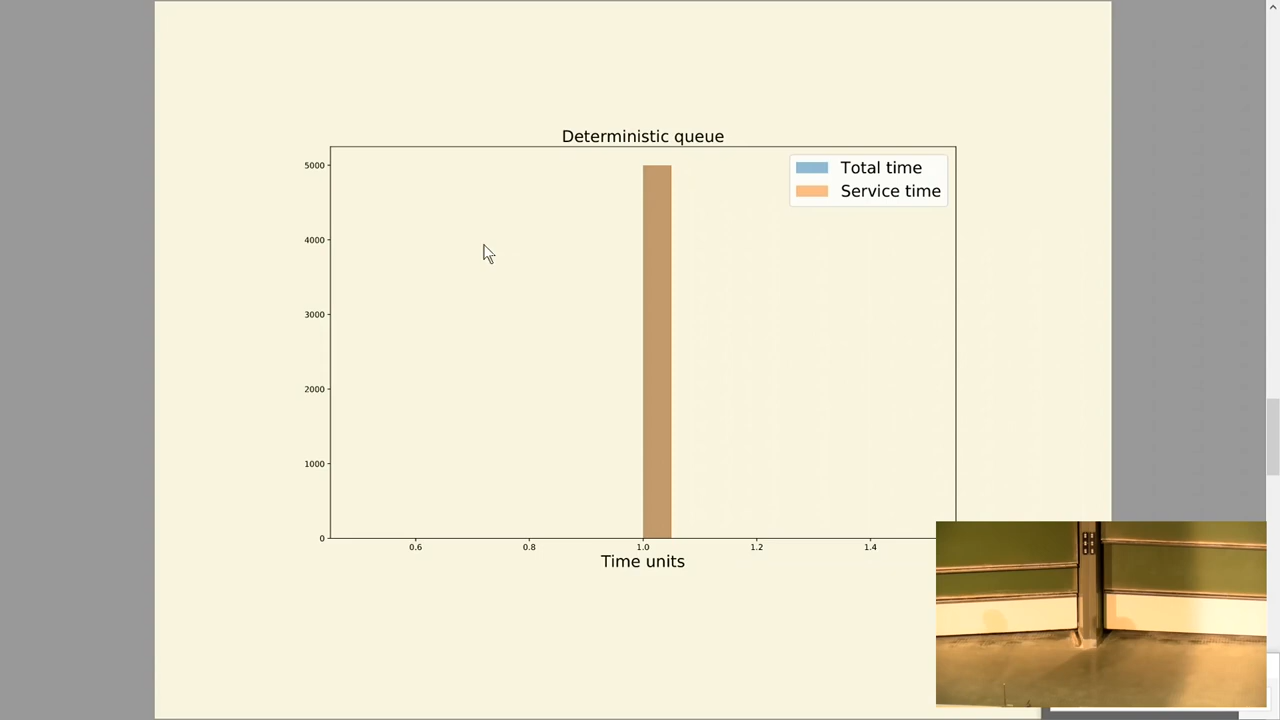 Deterministic queue
Total time
Service time
5000
4000
3000
2000
1000
0
0.6
0.8
1.0
1.2
1.4
Time units